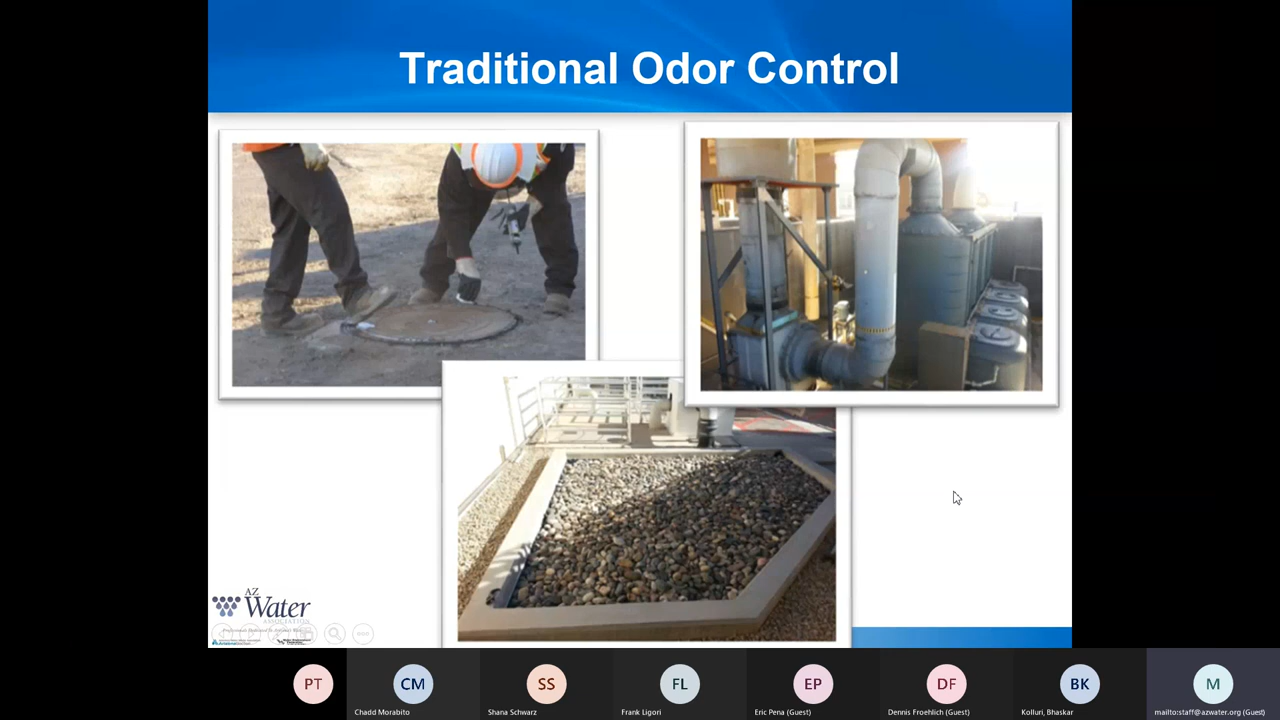 Traditional Odor Control
AZ
Water
ASSOCIATION
PT
CM
SS
FL
EP
DF
BK
M
Chadd Morabito
Shana Schwarz
Frank Ligori
Eric Pena (Guest)
Dennis Froehlich (Guest)
Kolluri, Bhaskar
mailto:staff@azwater.org (Guest)